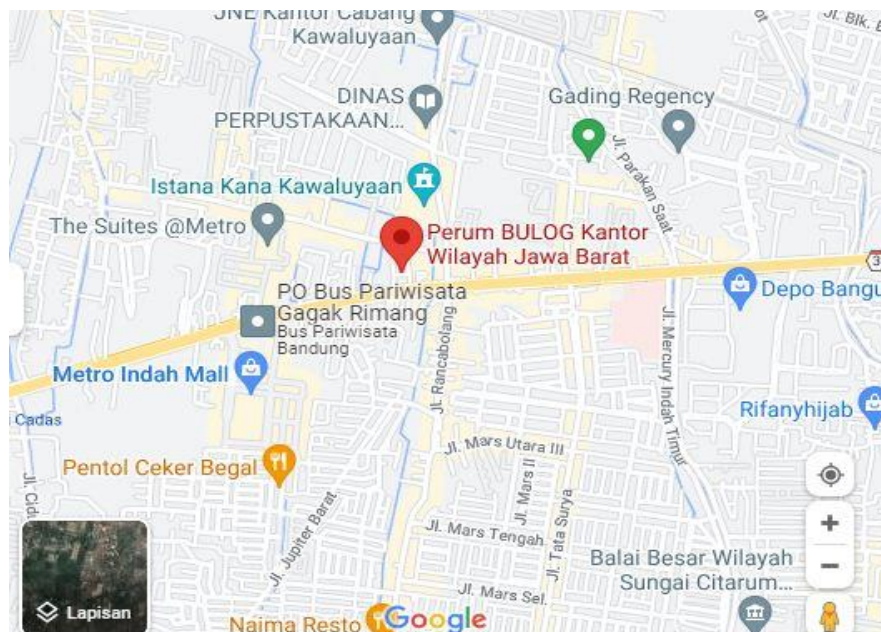 JNE Kantor Cabang
Kawaluyaan
Jl. Blk. E
DINAS
PERPUSTAKAAN...
Gading Regency
Jl. Parakan Saat
Istana Kana Kawaluyaan
The Suites @Metro
Perum BULOG Kantor
Wilayah Jawa Barat
3
PO Bus Pariwisata
Gagak Rimang
Bus Pariwisata
Bandung
Depo Bangu
Jl. Rancabolang
Jl. Mercury Indah Timur
Metro Indah Mall
Cadas
Rifanyhijab
Jl. Mars Utara III
Pentol Ceker Begal
Jl. Cidu
Jl. Mars II
Jl. Tata Surya
Jl. Jupiter Barat
Jl. Mars Tengah
Balai Besar Wilayah
Sungai Citarum...
Jl. Mars Sel.
Lapisan
Naima Resto
Google